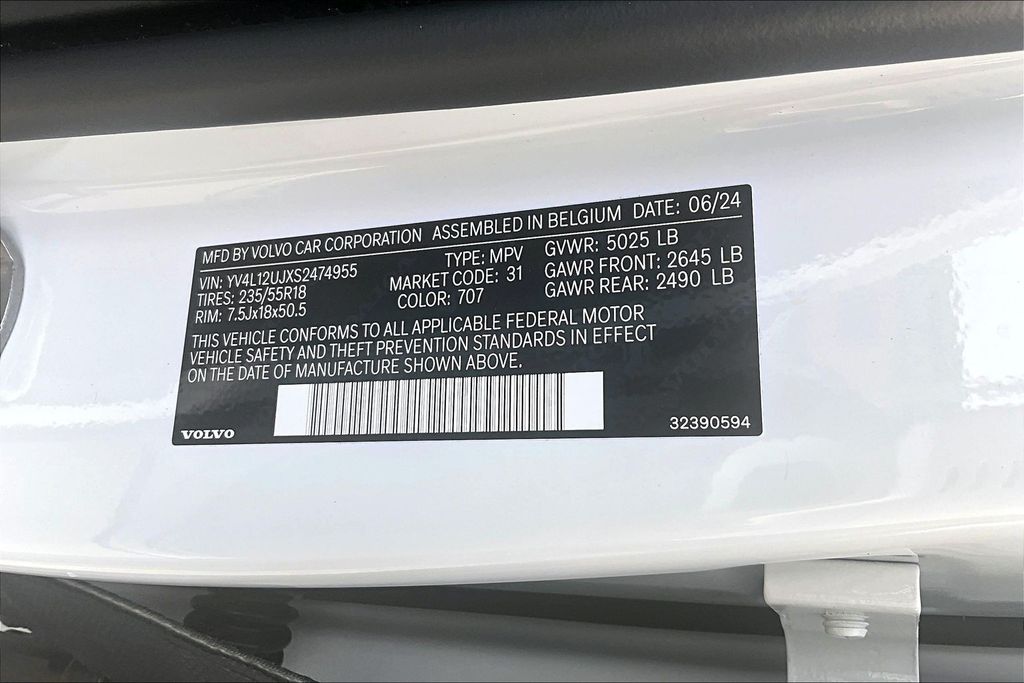 MFD BY VOLVO CAR CORPORATION ASSEMBLED IN BELGIUM DATE: 06/24
VIN: YV4L12UJXS2474955 TYPE: MPV GVWR: 5025 LB
TIRES: 235/55R18 MARKET CODE: 31 GAWR FRONT: 2645 LB
RIM: 7.5Jx18x50.5 COLOR: 707 GAWR REAR: 2490 LB
THIS VEHICLE CONFORMS TO ALL APPLICABLE FEDERAL MOTOR
VEHICLE SAFETY AND THEFT PREVENTION STANDARDS IN EFFECT
ON THE DATE OF MANUFACTURE SHOWN ABOVE.
VOLVO 32390594